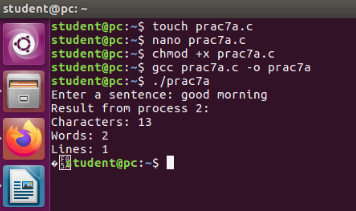 student@pc: ~
student@pc:~$ touch prac7a.c
student@pc:~$ nano prac7a.c
student@pc:~$ chmod +x prac7a.c
student@pc:~$ gcc prac7a.c -o prac7a
student@pc:~$ ./prac7a
Enter a sentence: good morning
Result from process 2:
Characters: 13
Words: 2
Lines: 1
�tudent@pc:~$